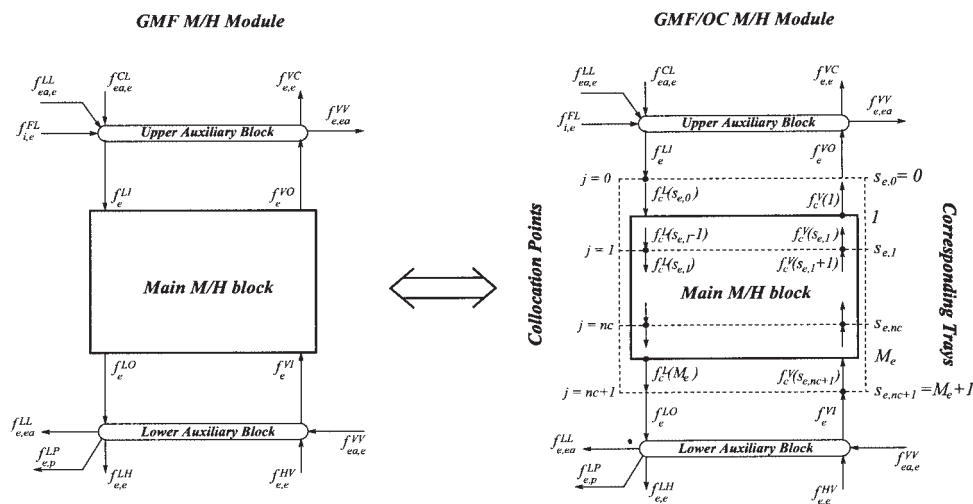 GMF M/H Module
f^{LL}_{ea,e}
f^{CL}_{ea,e}
f^{VC}_{e,e}
f^{VV}_{e,ea}
f^{FL}_{i,e}
Upper Auxiliary Block
f^{LI}_{e}
f^{VO}_{e}
Main M/H block
f^{LO}_{e}
f^{VI}_{e}
f^{LL}_{e,ea}
Lower Auxiliary Block
f^{VV}_{ea,e}
f^{LP}_{e,p}
f^{LH}_{e,e}
f^{HV}_{e,e}
GMF/OC M/H Module
f^{LL}_{ea,e}
f^{CL}_{ea,e}
f^{VC}_{e,e}
f^{VV}_{e,ea}
f^{FL}_{i,e}
Upper Auxiliary Block
f^{LI}_{e}
f^{VO}_{e}
j = 0
s_{e,0} = 0
f^{L}_{c}(s_{e,0})
f^{V}_{c}(1)
1
f^{L}_{c}(s_{e,1}-1)
f^{V}_{c}(s_{e,1})
j = 1
s_{e,1}
f^{L}_{c}(s_{e,1})
f^{V}_{c}(s_{e,1}+1)
Main M/H block
Collocation Points
Corresponding Trays
j = nc
s_{e,nc}
M_{e}
f^{L}_{c}(M_{e})
f^{V}_{c}(s_{e,nc+1})
j = nc+1
s_{e,nc+1} = M_{e}+1
f^{LO}_{e}
f^{VI}_{e}
f^{LL}_{e,ea}
Lower Auxiliary Block
f^{VV}_{ea,e}
f^{LP}_{e,p}
f^{LH}_{e,e}
f^{HV}_{e,e}